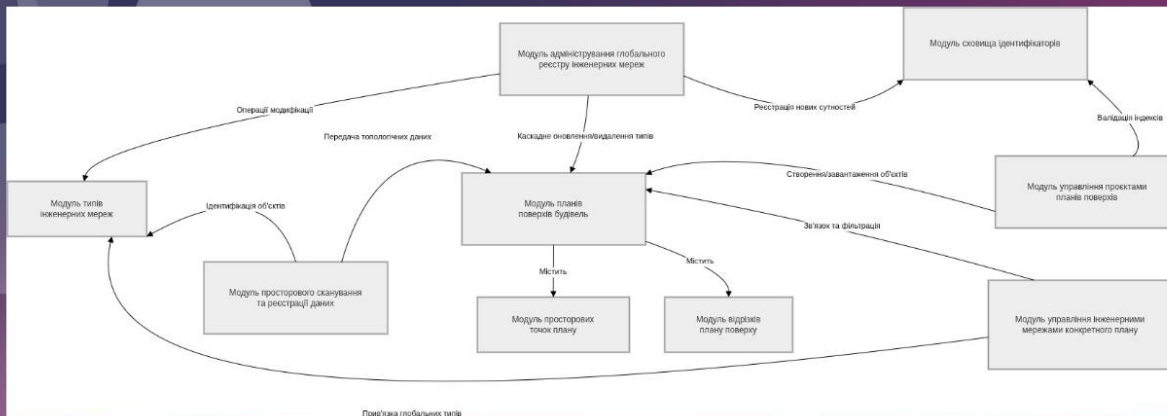 Модуль адміністрування глобального
реєстру інженерних мереж
Модуль сховища ідентифікаторів
Операції модифікації
Реєстрація нових сутностей
Валідація індексів
Передача топологічних даних
Каскадне оновлення/видалення типів
Створення/завантаження об'єктів
Модуль типів
інженерних мереж
Ідентифікація об'єктів
Модуль планів
поверхів будівель
Модуль управління проєктами
планів поверхів
Зв'язок та фільтрація
Модуль просторового сканування
та реєстрації даних
Містить
Містить
Модуль просторових
точок плану
Модуль відрізків
плану поверху
Модуль управління інженерними
мережами конкретного плану
Прив'язка глобальних типів